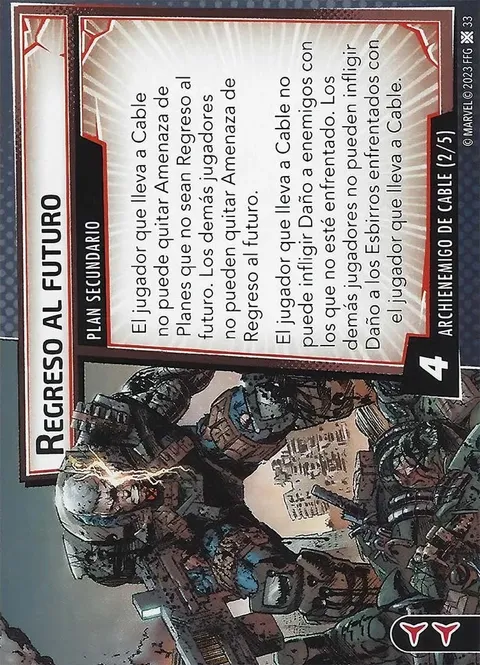 REGRESO AL FUTURO
PLAN SECUNDARIO
El jugador que lleva a Cable
no puede quitar Amenaza de
Planes que no sean Regreso al
futuro. Los demás jugadores
no pueden quitar Amenaza de
Regreso al futuro.
El jugador que lleva a Cable no
puede infligir Daño a enemigos con
los que no esté enfrentado. Los
demás jugadores no pueden infligir
Daño a los Esbirros enfrentados con
el jugador que lleva a Cable.
4
ARCHIENEMIGO DE CABLE (2/5)
© MARVEL © 2023 FFG 33